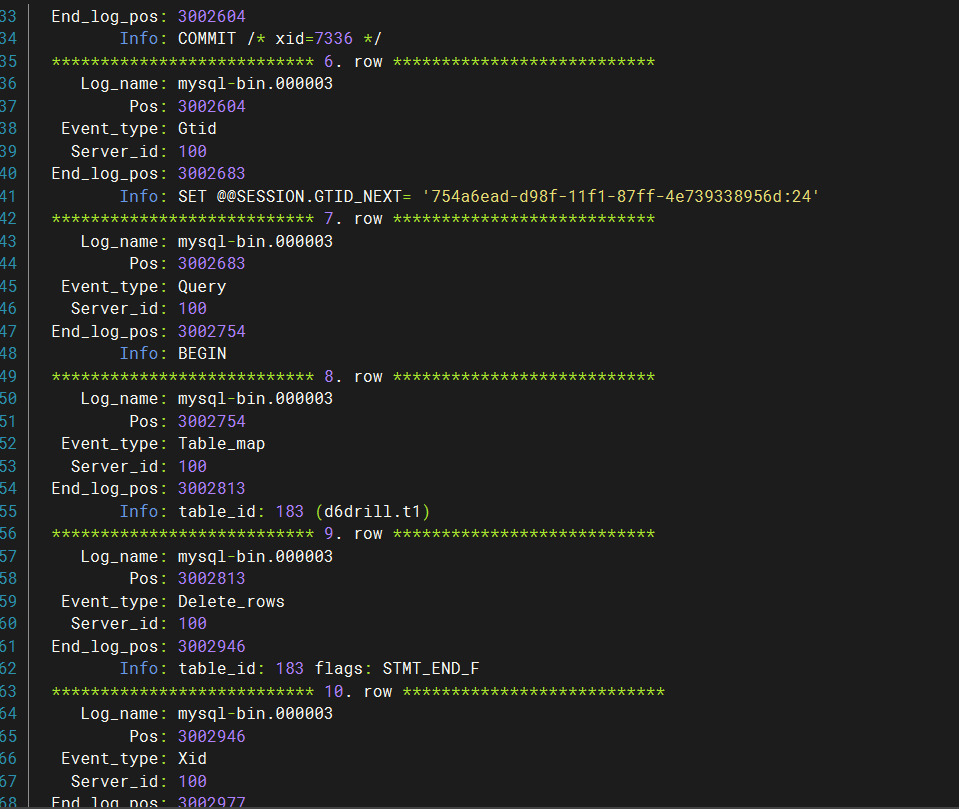 33 End_log_pos: 3002604
34 Info: COMMIT /* xid=7336 */
35 *************************** 6. row ***************************
36 Log_name: mysql-bin.000003
37 Pos: 3002604
38 Event_type: Gtid
39 Server_id: 100
40 End_log_pos: 3002683
41 Info: SET @@SESSION.GTID_NEXT= '754a6ead-d98f-11f1-87ff-4e739338956d:24'
42 *************************** 7. row ***************************
43 Log_name: mysql-bin.000003
44 Pos: 3002683
45 Event_type: Query
46 Server_id: 100
47 End_log_pos: 3002754
48 Info: BEGIN
49 *************************** 8. row ***************************
50 Log_name: mysql-bin.000003
51 Pos: 3002754
52 Event_type: Table_map
53 Server_id: 100
54 End_log_pos: 3002813
55 Info: table_id: 183 (d6drill.t1)
56 *************************** 9. row ***************************
57 Log_name: mysql-bin.000003
58 Pos: 3002813
59 Event_type: Delete_rows
60 Server_id: 100
61 End_log_pos: 3002946
62 Info: table_id: 183 flags: STMT_END_F
63 *************************** 10. row ***************************
64 Log_name: mysql-bin.000003
65 Pos: 3002946
66 Event_type: Xid
67 Server_id: 100
68 End_log_pos: 3002977